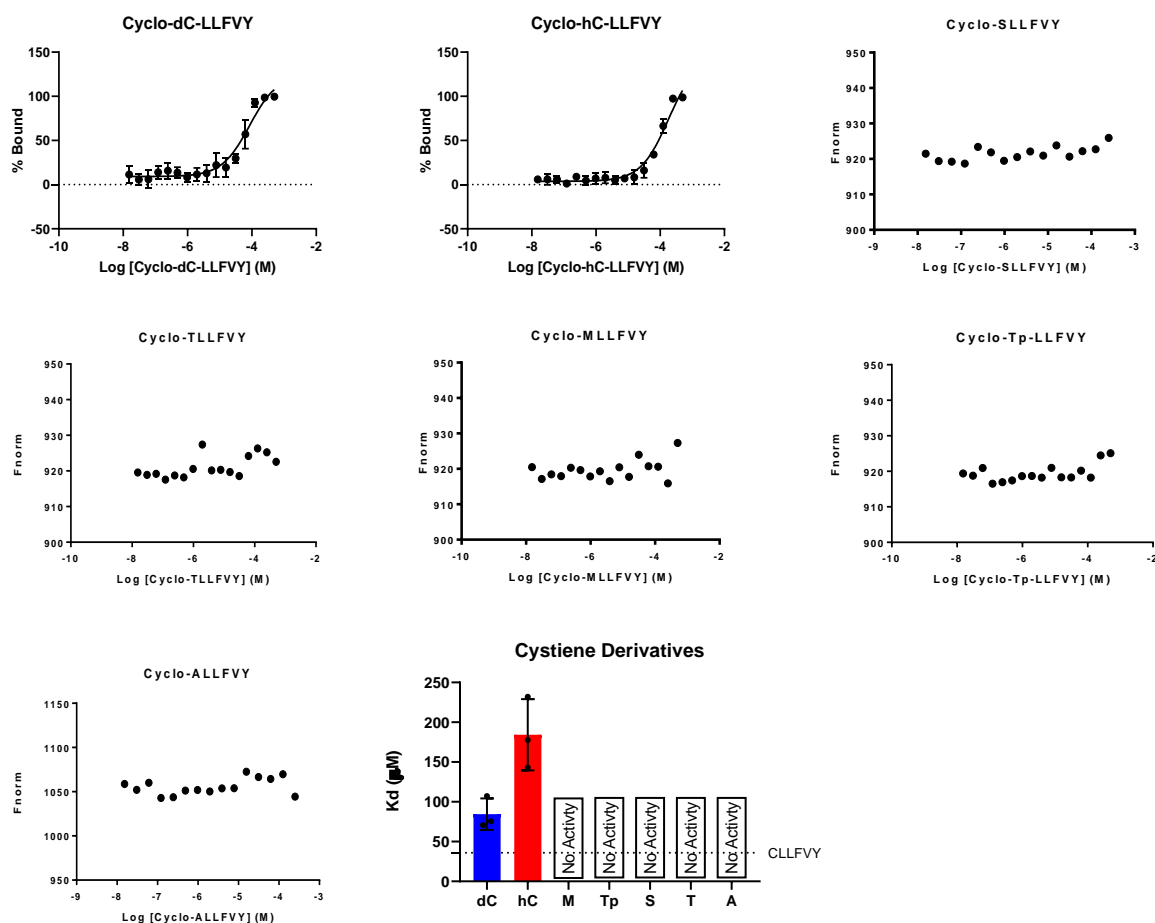 Cyclo-dC-LLFVY
150
100
50
0
-50
-10
-8
-6
-4
-2
% Bound
Log [Cyclo-dC-LLFVY] (M)
Cyclo-hC-LLFVY
150
100
50
0
-50
-10
-8
-6
-4
-2
% Bound
Log [Cyclo-hC-LLFVY] (M)
Cyclo-SLLFVY
950
940
930
920
910
900
-9
-8
-7
-6
-5
-4
-3
Fnorm
Log [Cyclo-SLLFVY] (M)
Cyclo-TLLFVY
950
940
930
920
910
900
-10
-8
-6
-4
-2
Fnorm
Log [Cyclo-TLLFVY] (M)
Cyclo-MLLFVY
950
940
930
920
910
900
-10
-8
-6
-4
-2
Fnorm
Log [Cyclo-MLLFVY] (M)
Cyclo-Tp-LLFVY
950
940
930
920
910
900
-10
-8
-6
-4
-2
Fnorm
Log [Cyclo-Tp-LLFVY] (M)
Cyclo-ALLFVY
1150
1100
1050
1000
950
-9
-8
-7
-6
-5
-4
-3
Fnorm
Log [Cyclo-ALLFVY] (M)
Cystiene Derivatives
250
200
150
100
50
0
Kd (μM)
No Activty
No Activty
No Activty
No Activty
No Activty
CLLFVY
dC
hC
M
Tp
S
T
A